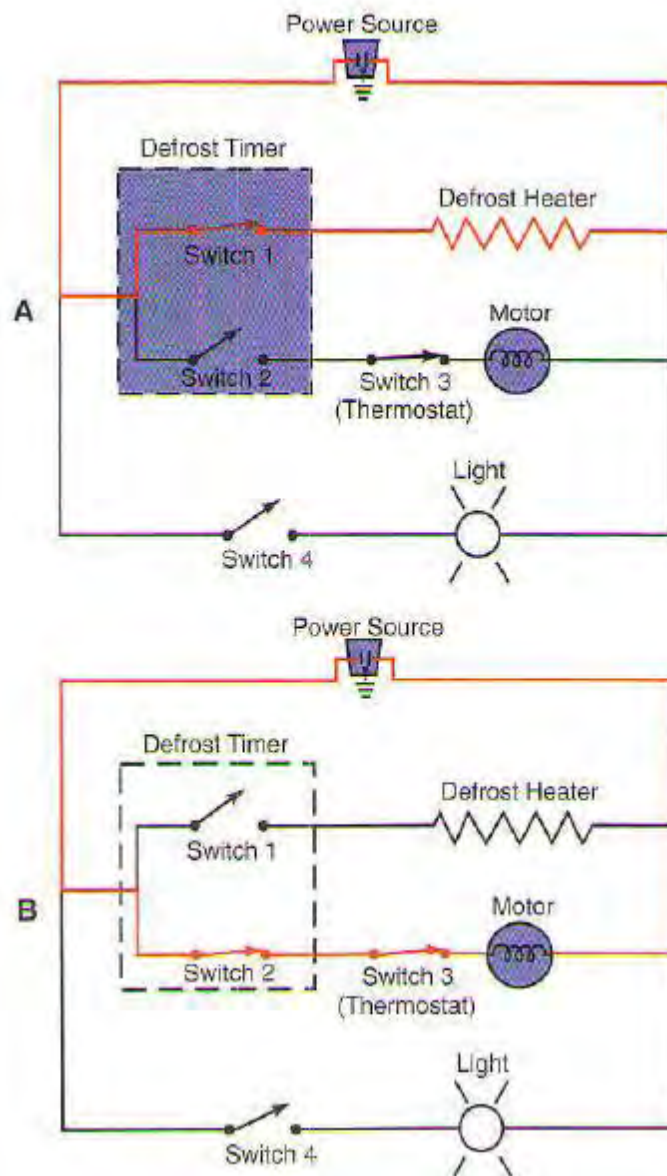 Power Source
Defrost Timer
Defrost Heater
Switch 1
A
Motor
Switch 2
Switch 3
(Thermostat)
Light
Switch 4
Power Source
Defrost Timer
Defrost Heater
Switch 1
B
Motor
Switch 2
Switch 3
(Thermostat)
Light
Switch 4